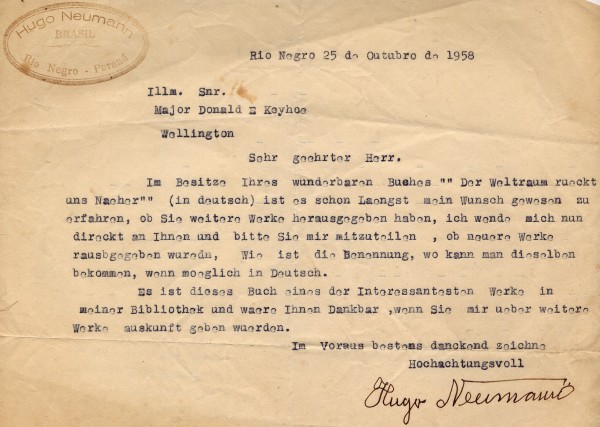 Hugo Neumann
BRASIL
Rio Negro - Paraná
Rio Negro 25 de Outubro de 1958
Illm. Snr.
Major Donald E Keyhoe
Wellington
Sehr geehrter Herr.
Im Besitze Ihres wunderbaren Buches "" Der Weltraum rueckt
uns Naeher"" (in deutsch) ist es schon Laengst mein Wunsch gewesen zu
erfahren, ob Sie weitere Werke herausgegeben haben, ich wende mich nun
direckt an Ihnen und bitte Sie mir mitzuteilen , ob neuere Werke
rausbgegeben wuredn, Wie ist die Benennung, wo kann man dieselben
bekommen, wenn moeglich in Deutsch.
Es ist dieses Buch eines der Interessantesten Werke in
meiner Bibliothek und waere Ihnen Dankbar ,wenn Sie mir ueber weitere
Werke auskunft geben wuerden.
Im Voraus bestens danckend zeichne
Hochachtungsvoll
Hugo Neumann